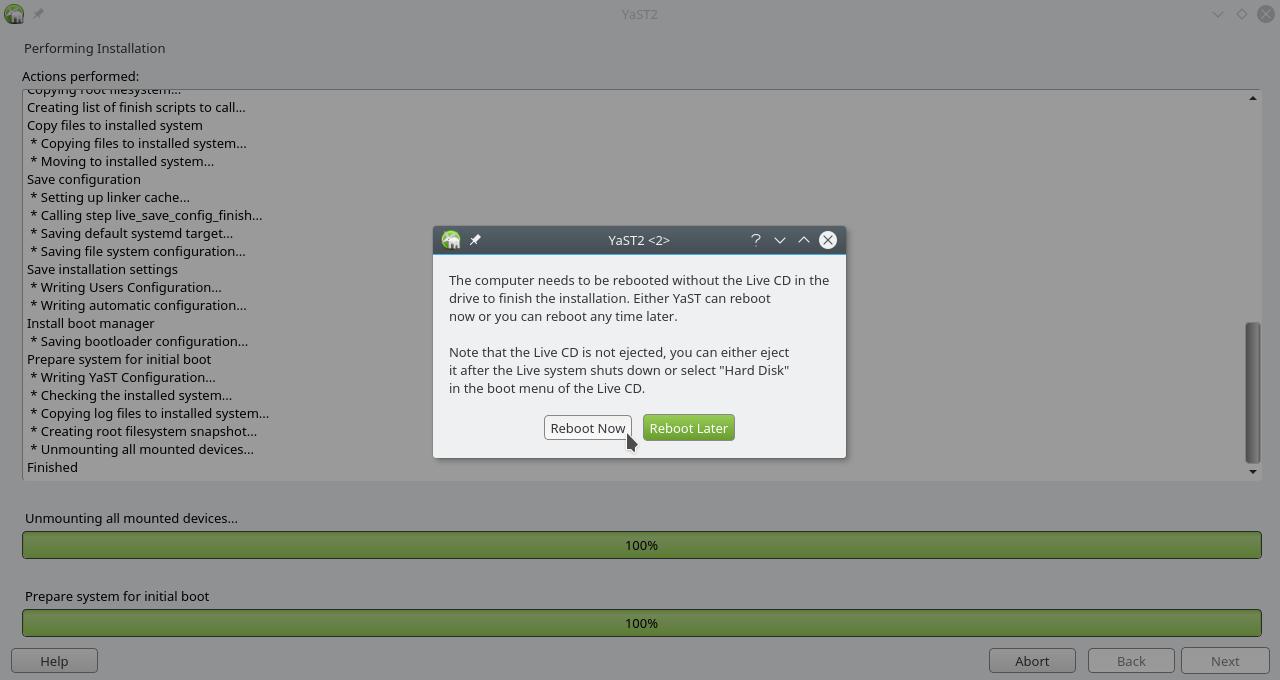 YaST2
Performing Installation
Actions performed:
Copying root filesystem...
Creating list of finish scripts to call...
Copy files to installed system
* Copying files to installed system...
* Moving to installed system...
Save configuration
* Setting up linker cache...
* Calling step live_save_config_finish...
* Saving default systemd target...
* Saving file system configuration...
Save installation settings
* Writing Users Configuration...
* Writing automatic configuration...
Install boot manager
* Saving bootloader configuration...
Prepare system for initial boot
* Writing YaST Configuration...
* Checking the installed system...
* Copying log files to installed system...
* Creating root filesystem snapshot...
* Unmounting all mounted devices...
Finished
YaST2 <2>
The computer needs to be rebooted without the Live CD in the
drive to finish the installation. Either YaST can reboot
now or you can reboot any time later.
Note that the Live CD is not ejected, you can either eject
it after the Live system shuts down or select "Hard Disk"
in the boot menu of the Live CD.
Reboot Now
Reboot Later
Unmounting all mounted devices...
100%
Prepare system for initial boot
100%
Help
Abort
Back
Next